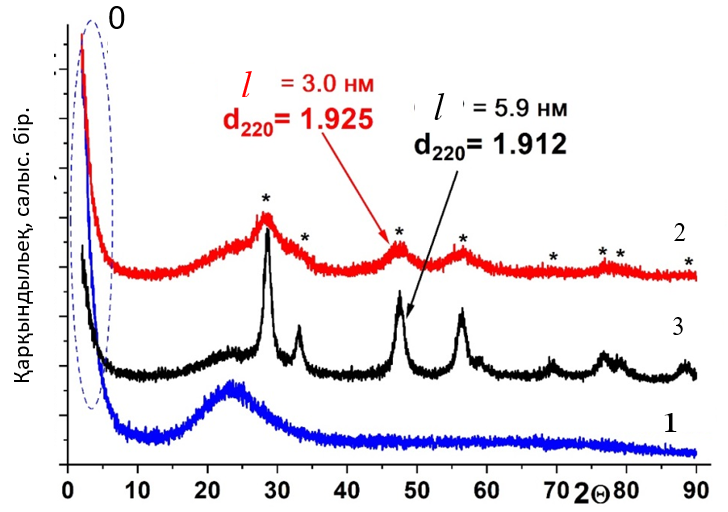 0
l = 3.0 нм
d220= 1.925
l = 5.9 нм
d220= 1.912
Қарқындыльек, салыс. бір.
* * * * * * * *
2
3
1
0 10 20 30 40 50 60 2Θ 70 80 90